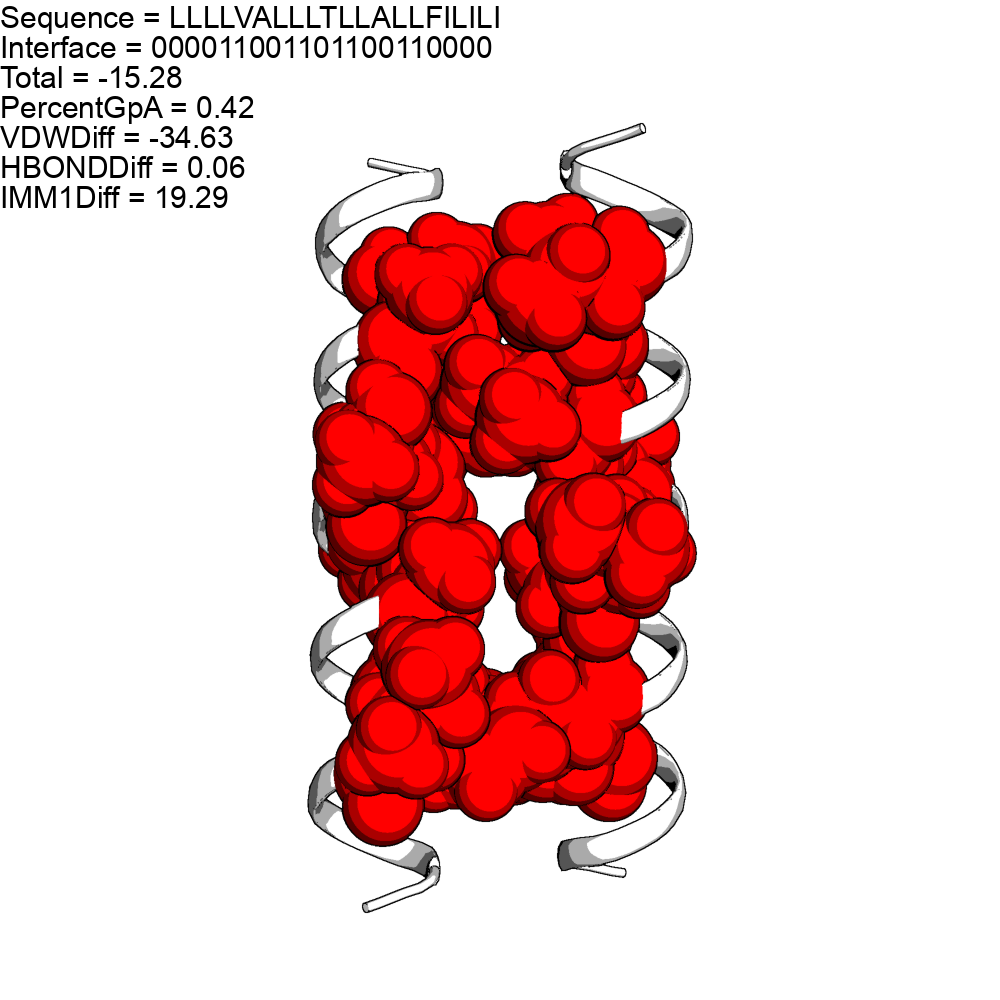 Sequence = LLLLVALLLTLLALLFILILI
Interface = 000011001101100110000
Total = -15.28
PercentGpA = 0.42
VDWDiff = -34.63
HBONDDiff = 0.06
IMM1Diff = 19.29